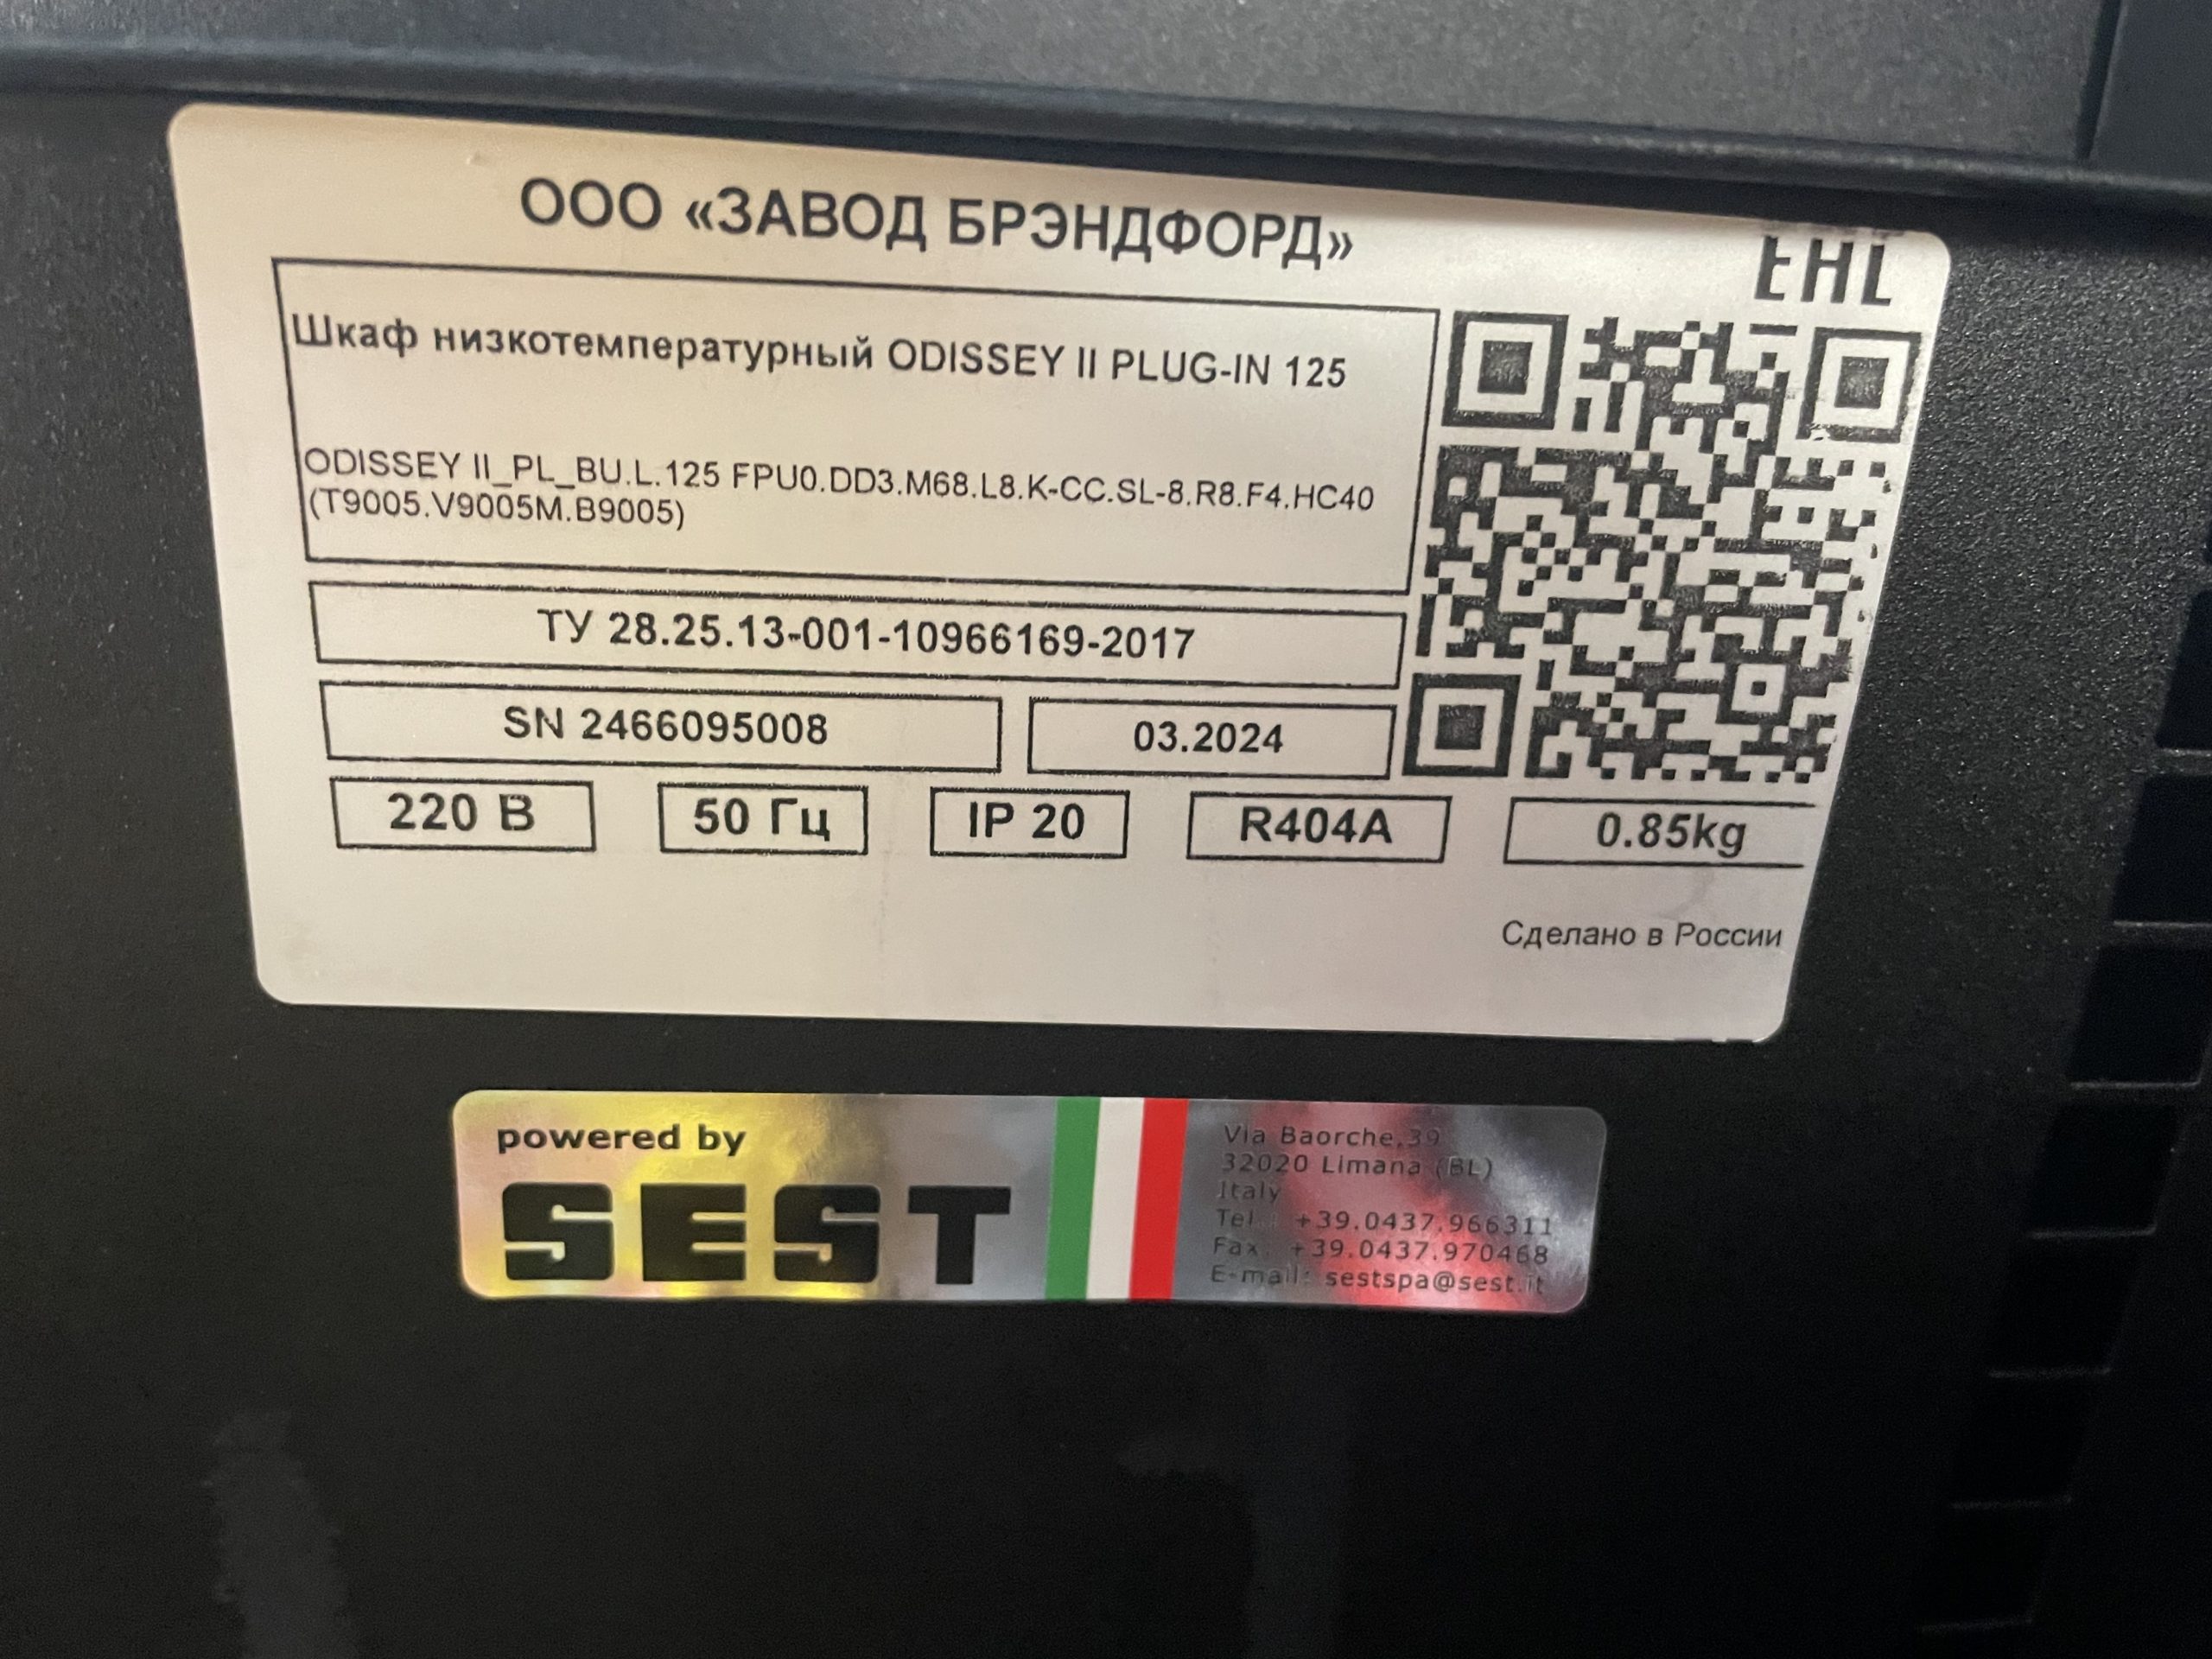 ООО «ЗАВОД БРЭНДФОРД»
EAC
Шкаф низкотемпературный ODISSEY II PLUG-IN 125
ODISSEY II_PL_BU.L.125 FPU0.DD3.M68.L8.K-CC.SL-8.R8.F4.HC40
(T9005.V9005M.B9005)
ТУ 28.25.13-001-10966169-2017
SN 2466095008
03.2024
220 В
50 Гц
IP 20
R404A
0.85kg
Сделано в России
powered by
SEST
Via Baorche,39
32020 Limana (BL)
Italy
Tel.: +39.0437.966311
Fax. +39.0437.970468
E-mail: sestspa@sest.it